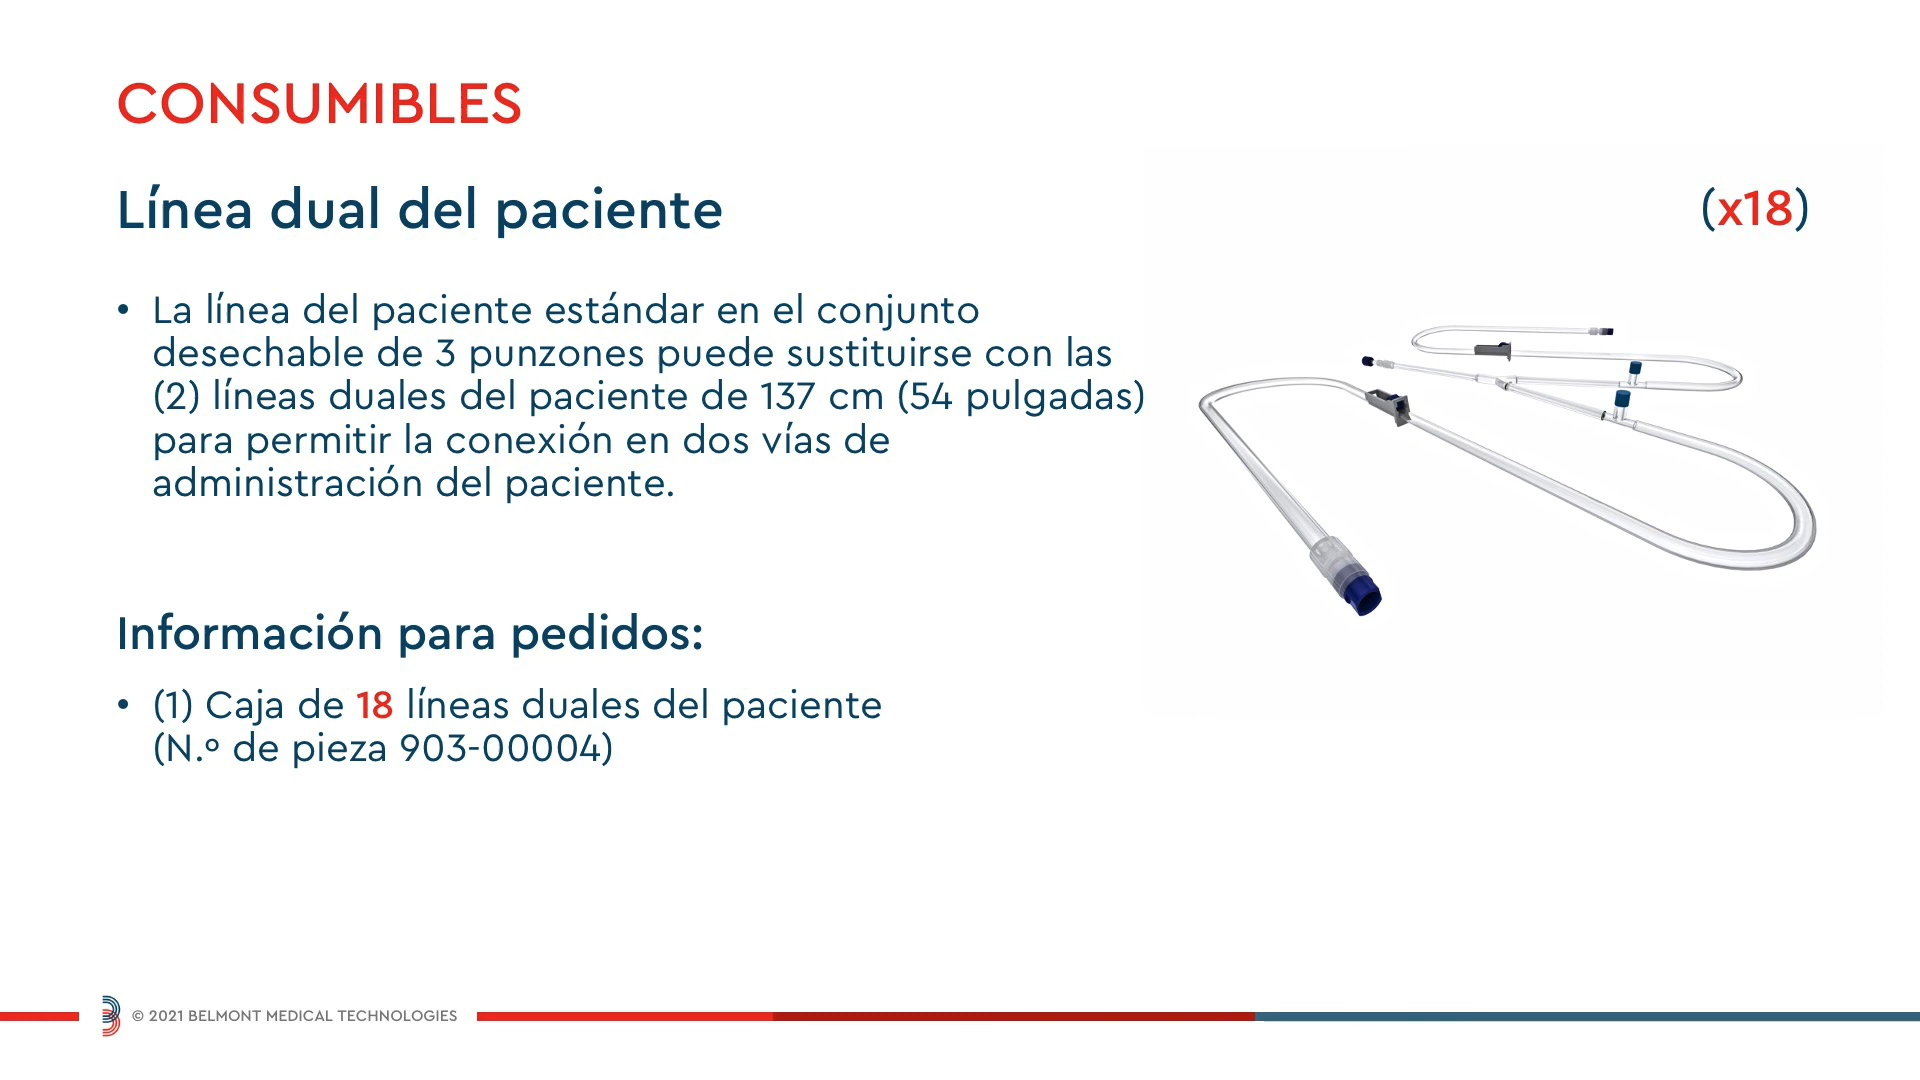 CONSUMIBLES
Línea dual del paciente
(x18)
• La línea del paciente estándar en el conjunto
desechable de 3 punzones puede sustituirse con las
(2) líneas duales del paciente de 137 cm (54 pulgadas)
para permitir la conexión en dos vías de
administración del paciente.
Información para pedidos:
• (1) Caja de 18 líneas duales del paciente
(N.º de pieza 903-00004)
© 2021 BELMONT MEDICAL TECHNOLOGIES